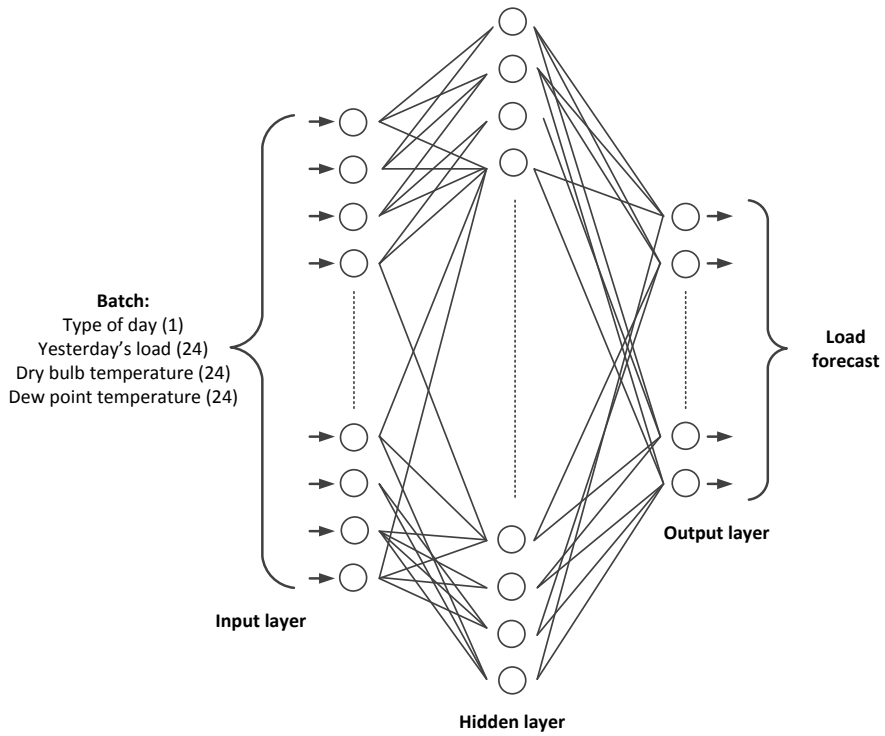 Batch:
Type of day (1)
Yesterday’s load (24)
Dry bulb temperature (24)
Dew point temperature (24)
Load
forecast
Output layer
Input layer
Hidden layer